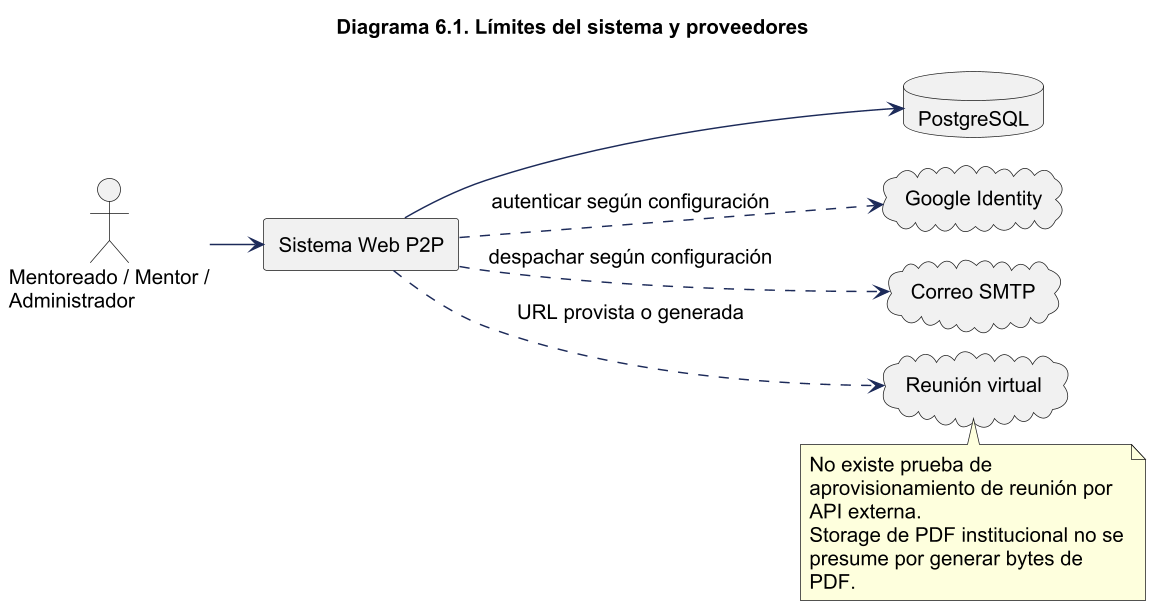 Diagrama 6.1. Límites del sistema y proveedores
PostgreSQL
autenticar según configuración
Google Identity
Sistema Web P2P
despachar según configuración
Mentoreado / Mentor /
Administrador
Correo SMTP
URL provista o generada
Reunión virtual
No existe prueba de
aprovisionamiento de reunión por
API externa.
Storage de PDF institucional no se
presume por generar bytes de
PDF.